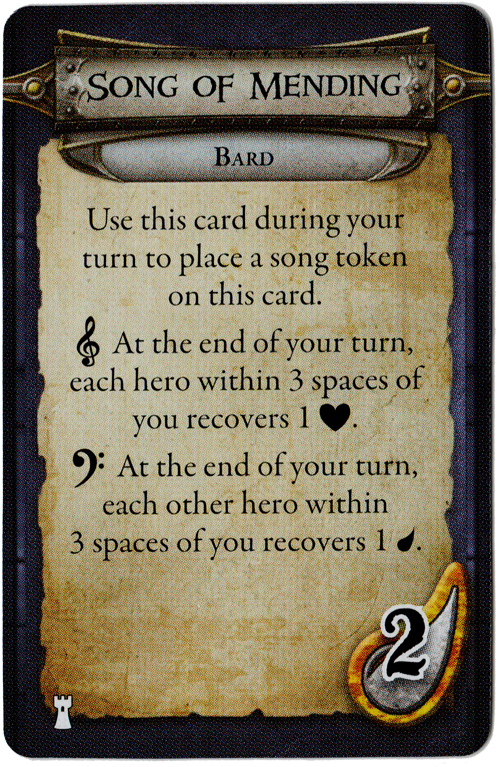 Song of Mending
Bard
Use this card during your
turn to place a song token
on this card.
𝄞 At the end of your turn,
each hero within 3 spaces of
you recovers 1 ♥.
𝄢 At the end of your turn,
each other hero within
3 spaces of you recovers 1 .
2